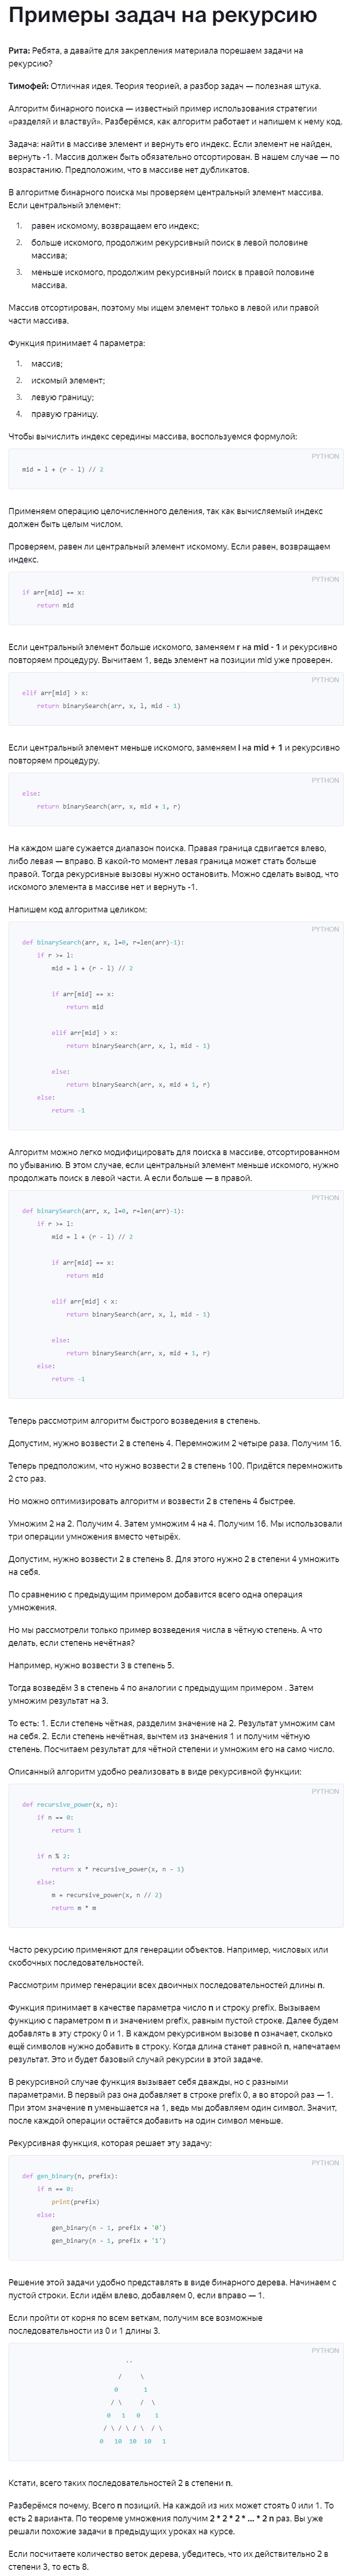 Примеры задач на рекурсию
Рита: Ребята, а давайте для закрепления материала порешаем задачи на
рекурсию?
Тимофей: Отличная идея. Теория теорией, а разбор задач — полезная штука.
Алгоритм бинарного поиска — известный пример использования стратегии
«разделяй и властвуй». Разберёмся, как алгоритм работает и напишем к нему код.
Задача: найти в массиве элемент и вернуть его индекс. Если элемент не найден,
вернуть -1. Массив должен быть обязательно отсортирован. В нашем случае — по
возрастанию. Предположим, что в массиве нет дубликатов.
В алгоритме бинарного поиска мы проверяем центральный элемент массива.
Если центральный элемент:
1. равен искомому, возвращаем его индекс;
2. больше искомого, продолжим рекурсивный поиск в левой половине
массива;
3. меньше искомого, продолжим рекурсивный поиск в правой половине
массива.
Массив отсортирован, поэтому мы ищем элемент только в левой или правой
части массива.
Функция принимает 4 параметра:
1. массив;
2. искомый элемент;
3. левую границу;
4. правую границу.
Чтобы вычислить индекс середины массива, воспользуемся формулой:
PYTHON
mid = l + (r - l) // 2
Применяем операцию целочисленного деления, так как вычисляемый индекс
должен быть целым числом.
Проверяем, равен ли центральный элемент искомому. Если равен, возвращаем
индекс.
PYTHON
if arr[mid] == x:
    return mid
Если центральный элемент больше искомого, заменяем r на mid - 1 и рекурсивно
повторяем процедуру. Вычитаем 1, ведь элемент на позиции mid уже проверен.
PYTHON
elif arr[mid] > x:
    return binarySearch(arr, x, l, mid - 1)
Если центральный элемент меньше искомого, заменяем l на mid + 1 и рекурсивно
повторяем процедуру.
PYTHON
else:
    return binarySearch(arr, x, mid + 1, r)
На каждом шаге сужается диапазон поиска. Правая граница сдвигается влево,
либо левая — вправо. В какой-то момент левая граница может стать больше
правой. Тогда рекурсивные вызовы нужно остановить. Можно сделать вывод, что
искомого элемента в массиве нет и вернуть -1.
Напишем код алгоритма целиком:
PYTHON
def binarySearch(arr, x, l=0, r=len(arr)-1):
    if r >= l:
        mid = l + (r - l) // 2
        if arr[mid] == x:
            return mid
        elif arr[mid] > x:
            return binarySearch(arr, x, l, mid - 1)
        else:
            return binarySearch(arr, x, mid + 1, r)
    else:
        return -1
Алгоритм можно легко модифицировать для поиска в массиве, отсортированном
по убыванию. В этом случае, если центральный элемент меньше искомого, нужно
продолжать поиск в левой части. А если больше — в правой.
PYTHON
def binarySearch(arr, x, l=0, r=len(arr)-1):
    if r >= l:
        mid = l + (r - l) // 2
        if arr[mid] == x:
            return mid
        elif arr[mid] < x:
            return binarySearch(arr, x, l, mid - 1)
        else:
            return binarySearch(arr, x, mid + 1, r)
    else:
        return -1
Теперь рассмотрим алгоритм быстрого возведения в степень.
Допустим, нужно возвести 2 в степень 4. Перемножим 2 четыре раза. Получим 16.
Теперь предположим, что нужно возвести 2 в степень 100. Придётся перемножить
2 сто раз.
Но можно оптимизировать алгоритм и возвести 2 в степень 4 быстрее.
Умножим 2 на 2. Получим 4. Затем умножим 4 на 4. Получим 16. Мы использовали
три операции умножения вместо четырёх.
Допустим, нужно возвести 2 в степень 8. Для этого нужно 2 в степени 4 умножить
на себя.
По сравнению с предыдущим примером добавится всего одна операция
умножения.
Но мы рассмотрели только пример возведения числа в чётную степень. А что
делать, если степень нечётная?
Например, нужно возвести 3 в степень 5.
Тогда возведём 3 в степень 4 по аналогии с предыдущим примером . Затем
умножим результат на 3.
То есть: 1. Если степень чётная, разделим значение на 2. Результат умножим сам
на себя. 2. Если степень нечётная, вычтем из значения 1 и получим чётную
степень. Посчитаем результат для чётной степени и умножим его на само число.
Описанный алгоритм удобно реализовать в виде рекурсивной функции:
PYTHON
def recursive_power(x, n):
    if n == 0:
        return 1
    if n % 2:
        return x * recursive_power(x, n - 1)
    else:
        m = recursive_power(x, n // 2)
        return m * m
Часто рекурсию применяют для генерации объектов. Например, числовых или
скобочных последовательностей.
Рассмотрим пример генерации всех двоичных последовательностей длины n.
Функция принимает в качестве параметра число n и строку prefix. Вызываем
функцию с параметром n и значением prefix, равным пустой строке. Далее будем
добавлять в эту строку 0 и 1. В каждом рекурсивном вызове n означает, сколько
ещё символов нужно добавить в строку. Когда длина станет равной n, напечатаем
результат. Это и будет базовый случай рекурсии в этой задаче.
В рекурсивной случае функция вызывает себя дважды, но с разными
параметрами. В первый раз она добавляет в строке prefix 0, а во второй раз — 1.
При этом значение n уменьшается на 1, ведь мы добавляем один символ. Значит,
после каждой операции остаётся добавить на один символ меньше.
Рекурсивная функция, которая решает эту задачу:
PYTHON
def gen_binary(n, prefix):
    if n == 0:
        print(prefix)
    else:
        gen_binary(n - 1, prefix + '0')
        gen_binary(n - 1, prefix + '1')
Решение этой задачи удобно представлять в виде бинарного дерева. Начинаем с
пустой строки. Если идём влево, добавляем 0, если вправо — 1.
Если пройти от корня по всем веткам, получим все возможные
последовательности из 0 и 1 длины 3.
PYTHON
''
/ \
0 1
/ \ / \
0 1 0 1
/ \ / \ / \ / \
0 10 10 10 1
Кстати, всего таких последовательностей 2 в степени n.
Разберёмся почему. Всего n позиций. На каждой из них может стоять 0 или 1. То
есть 2 варианта. По теореме умножения получим 2 * 2 * 2 * ... * 2 n раз. Вы уже
решали похожие задачи в предыдущих уроках на курсе.
Если посчитаете количество веток дерева, убедитесь, что их действительно 2 в
степени 3, то есть 8.